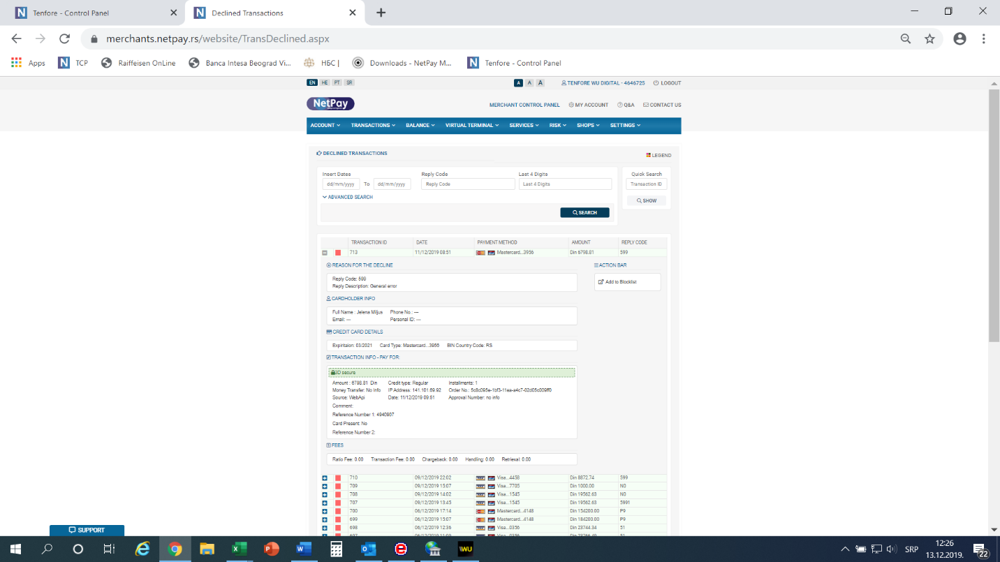 Tenfore - Control Panel
Declined Transactions
merchants.netpay.rs/website/TransDeclined.aspx
Apps TCP Raiffeisen OnLine Banca Intesa Beograd Vi... НБС | Downloads - NetPay M... Tenfore - Control Panel
EN HE PT SR A A A TENFORE WU DIGITAL - 4646725 LOGOUT
NetPay MERCHANT CONTROL PANEL MY ACCOUNT Q&A CONTACT US
ACCOUNT TRANSACTIONS BALANCE VIRTUAL TERMINAL SERVICES RISK SHOPS SETTINGS
DECLINED TRANSACTIONS LEGEND
Insert Dates Reply Code Last 4 Digits Quick Search
dd/mm/yyyy To dd/mm/yyyy Reply Code Last 4 Digits Transaction ID
ADVANCED SEARCH SHOW
SEARCH
TRANSACTION ID DATE PAYMENT METHOD AMOUNT REPLY CODE
713 11/12/2019 08:51 Mastercard...3956 Din 6798.81 599
REASON FOR THE DECLINE ACTION BAR
Reply Code: 599 Add to Blocklist
Reply Description: General error
CARDHOLDER INFO
Full Name : Jelena Miljus Phone No.: ---
Email: --- Personal ID: ---
CREDIT CARD DETAILS
Expiritaion: 03/2021 Card Type: Mastercard...3956 BIN Country Code: RS
TRANSACTION INFO - PAY FOR:
3D secure
Amount : 6798.81 Din Credit type: Regular Installments: 1
Money Transfer: No Info IP Address: 141.101.69.92 Order No.:
Source: WebApi Date: 11/12/2019 09:51 Approval Number: no info
Comment:
Reference Number 1: 4940907
Card Present: No
Reference Number 2:
FEES
Ratio Fee: 0.00 Transaction Fee: 0.00 Chargeback: 0.00 Handling: 0.00 Retrieval: 0.00
710 09/12/2019 22:02 Visa...4458 Din 8872.74 599
709 09/12/2019 15:07 Visa...7705 Din 1000.00 N0
708 09/12/2019 14:02 Visa...1545 Din 19562.63 N0
707 09/12/2019 13:45 Visa...1545 Din 19562.63 5991
700 06/12/2019 17:14 Mastercard...4148 Din 154200.00 P9
699 06/12/2019 15:07 Mastercard...4148 Din 184200.00 P9
698 06/12/2019 12:36 Visa...0356 Din 23744.34 51
SUPPORT
SRP 12:26
13.12.2019. 22